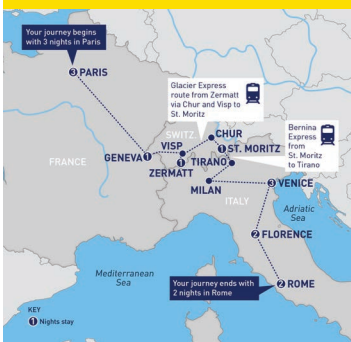 Your journey begins
with 3 nights in Paris
3 PARIS
Glacier Express
route from Zermatt
via Chur and Visp to
St. Moritz
Bernina
Express
from
St. Moritz
to Tirano
SWITZ.
CHUR
VISP
1 ST. MORITZ
FRANCE
GENEVA 1
1
TIRANO
ZERMATT
MILAN
3 VENICE
ITALY
Adriatic
Sea
2 FLORENCE
Mediterranean
Sea
Your journey ends with
2 nights in Rome
2 ROME
KEY
1 Nights stay